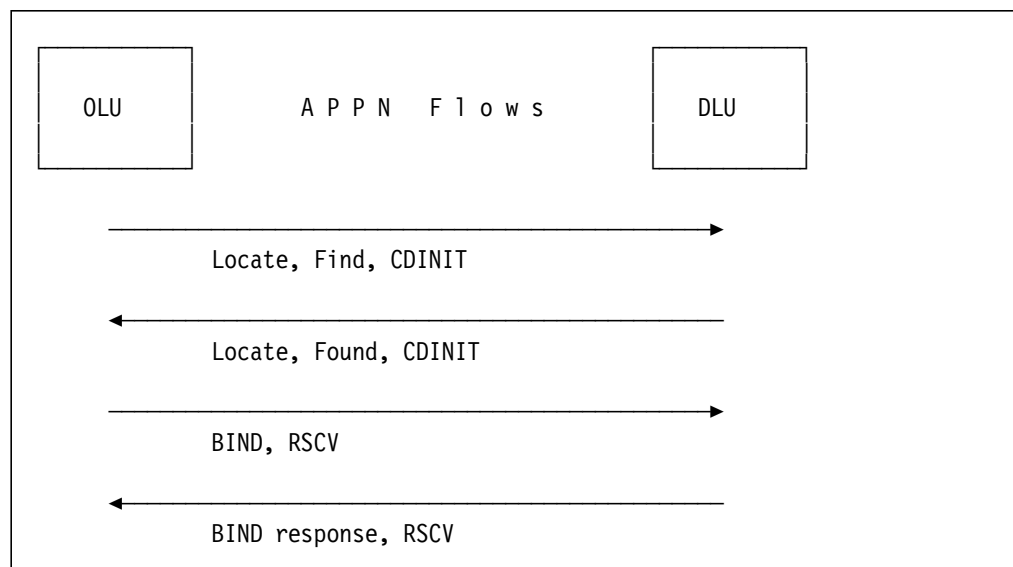 OLU A P P N F l o w s DLU
Locate, Find, CDINIT
Locate, Found, CDINIT
BIND, RSCV
BIND response, RSCV